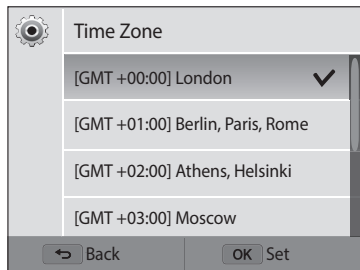 Time Zone
[GMT +00:00] London
[GMT +01:00] Berlin, Paris, Rome
[GMT +02:00] Athens, Helsinki
[GMT +03:00] Moscow
Back
OK Set